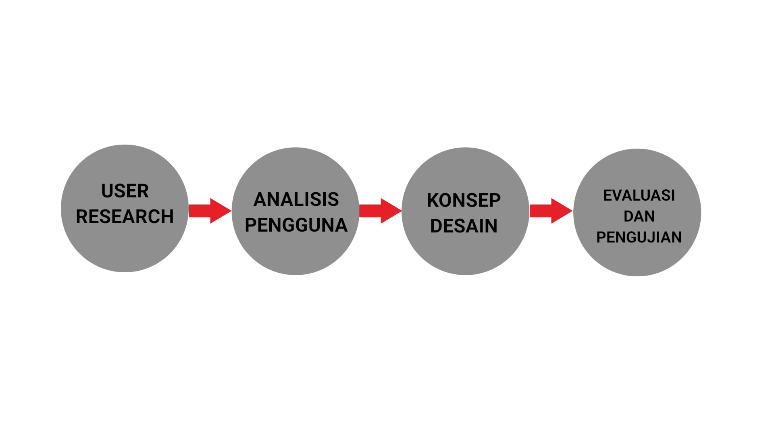 USER
RESEARCH
ANALISIS
PENGGUNA
KONSEP
DESAIN
EVALUASI
DAN
PENGUJIAN